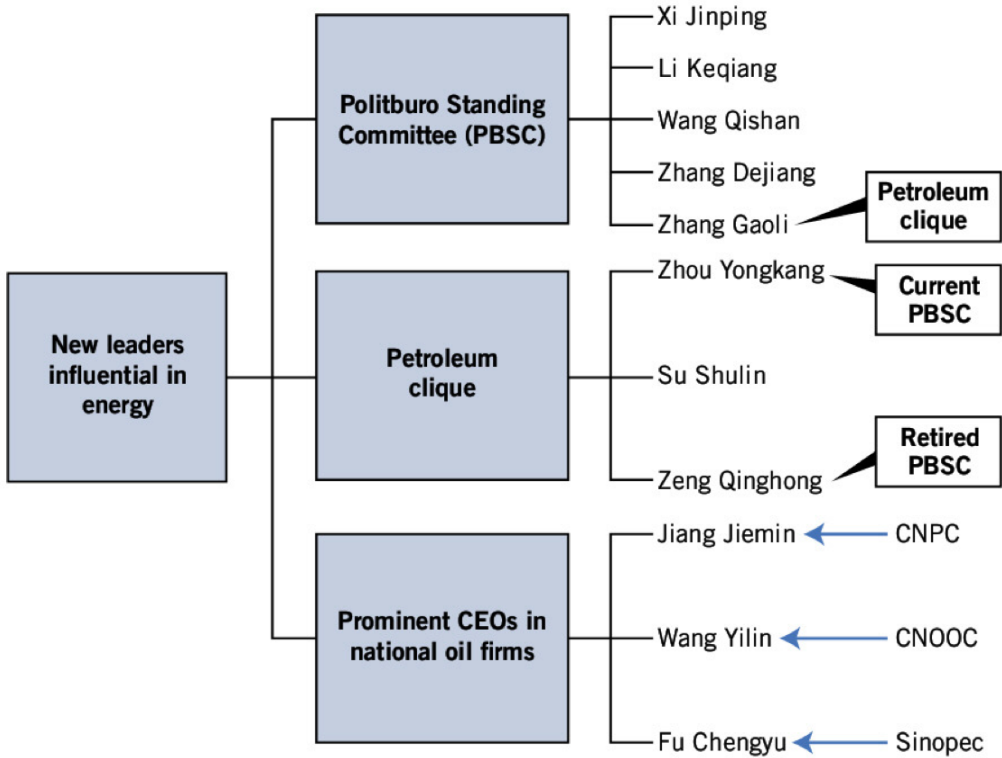 New leaders
influential in
energy
Politburo Standing
Committee (PBSC)
Xi Jinping
Li Keqiang
Wang Qishan
Zhang Dejiang
Zhang Gaoli
Petroleum
clique
Petroleum
clique
Zhou Yongkang
Current
PBSC
Su Shulin
Zeng Qinghong
Retired
PBSC
Prominent CEOs in
national oil firms
Jiang Jiemin
CNPC
Wang Yilin
CNOOC
Fu Chengyu
Sinopec